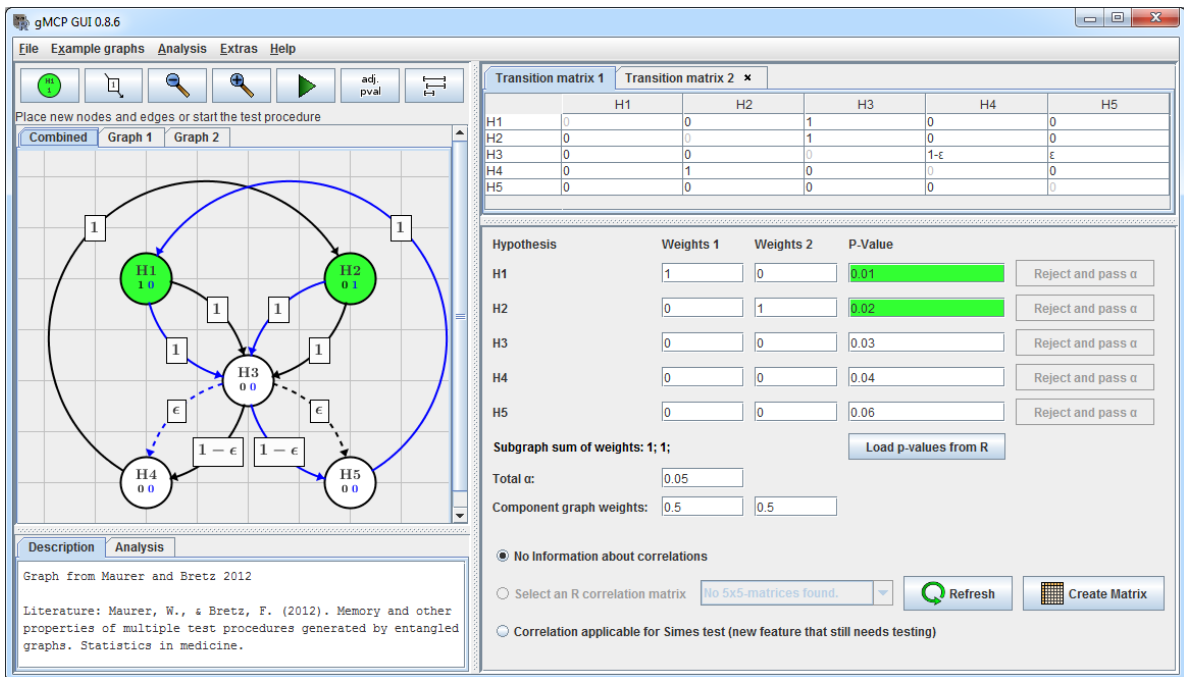 gMCP GUI 0.8.6
File Example graphs Analysis Extras Help
H1
1
1
adj.
pval
Place new nodes and edges or start the test procedure
Combined Graph 1 Graph 2
1 1
H1
1 0
H2
0 1
1 1
1 1
H3
0 0
ϵ ϵ
1 − ϵ 1 − ϵ
H4
0 0
H5
0 0
Description Analysis
Graph from Maurer and Bretz 2012
Literature: Maurer, W., & Bretz, F. (2012). Memory and other
properties of multiple test procedures generated by entangled
graphs. Statistics in medicine.
Transition matrix 1 Transition matrix 2 ×
H1 H2 H3 H4 H5
H1 0 0 1 0 0
H2 0 0 1 0 0
H3 0 0 0 1-ε ε
H4 0 1 0 0 0
H5 0 0 0 0 0
Hypothesis Weights 1 Weights 2 P-Value
H1 1 0 0.01 Reject and pass α
H2 0 1 0.02 Reject and pass α
H3 0 0 0.03 Reject and pass α
H4 0 0 0.04 Reject and pass α
H5 0 0 0.06 Reject and pass α
Subgraph sum of weights: 1; 1; Load p-values from R
Total α: 0.05
Component graph weights: 0.5 0.5
No Information about correlations
Select an R correlation matrix No 5x5-matrices found. Refresh Create Matrix
Correlation applicable for Simes test (new feature that still needs testing)